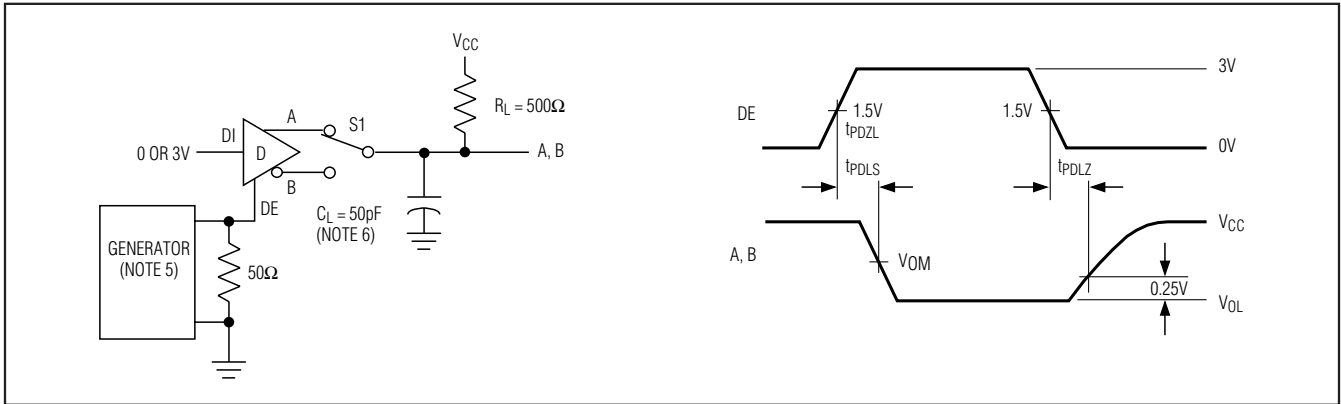 VCC
RL = 500Ω
A
S1
DI
0 OR 3V
D
A, B
B
DE
CL = 50pF
(NOTE 6)
GENERATOR
(NOTE 5)
50Ω
3V
DE
1.5V
1.5V
tPDZL
0V
tPDLS
tPDLZ
VCC
A, B
VOM
0.25V
VOL